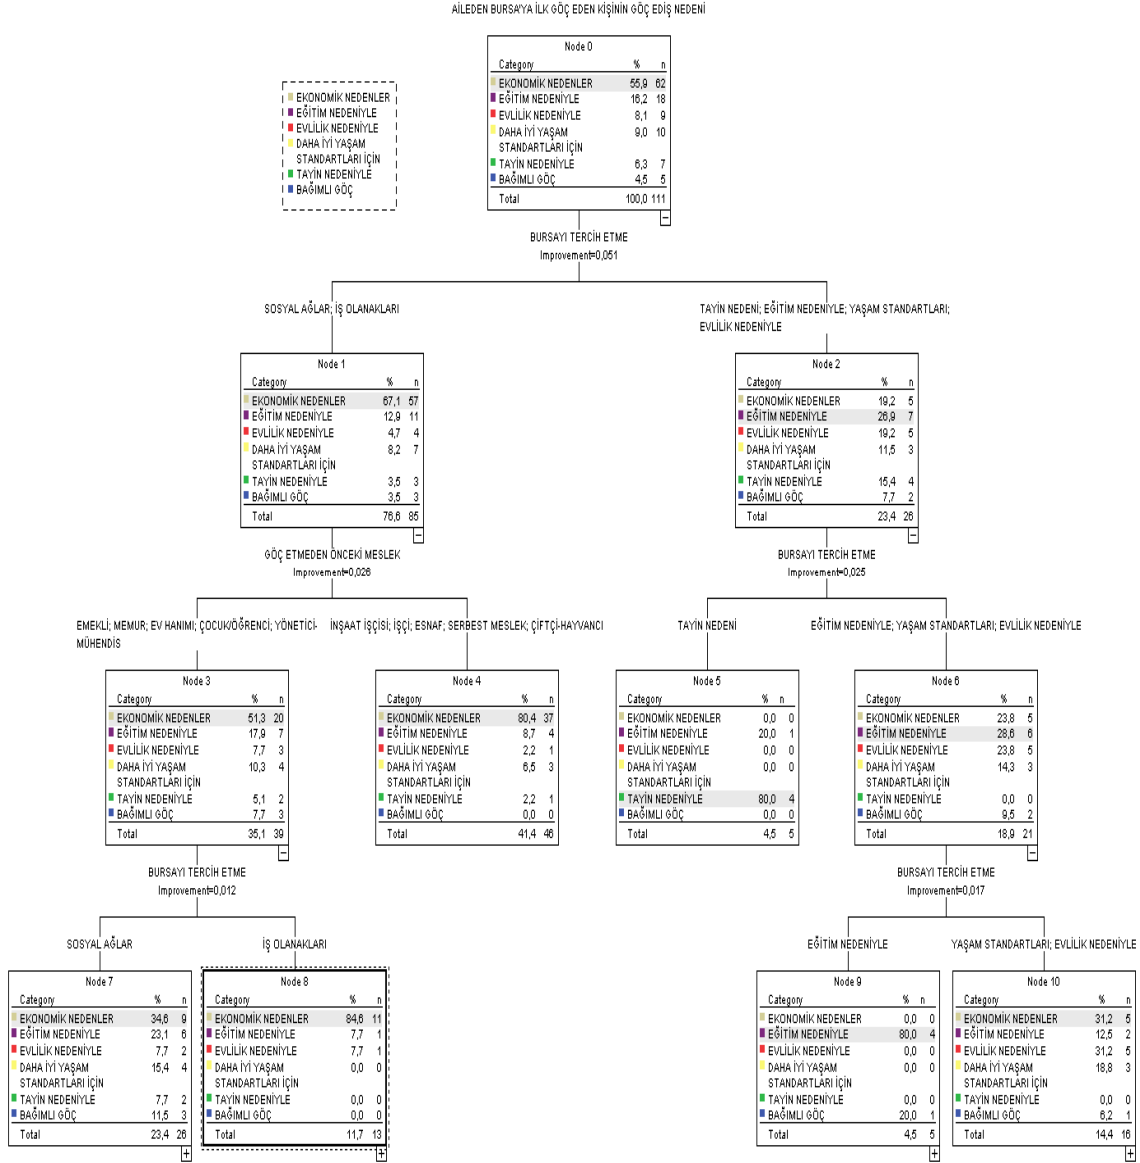 AİLEDEN BURSA'YA İLK GÖÇ EDEN KİŞİNİN GÖÇ EDİŞ NEDENİ
EKONOMİK NEDENLER
EĞİTİM NEDENİYLE
EVLİLİK NEDENİYLE
DAHA İYİ YAŞAM
STANDARTLARI İÇİN
TAYİN NEDENİYLE
BAĞIMLI GÖÇ
Node 0
Category % n
EKONOMİK NEDENLER 55,9 62
EĞİTİM NEDENİYLE 16,2 18
EVLİLİK NEDENİYLE 8,1 9
DAHA İYİ YAŞAM 9,0 10
STANDARTLARI İÇİN
TAYİN NEDENİYLE 6,3 7
BAĞIMLI GÖÇ 4,5 5
Total 100,0 111
BURSAYI TERCİH ETME
Improvement=0,051
SOSYAL AĞLAR; İŞ OLANAKLARI
TAYİN NEDENİ; EĞİTİM NEDENİYLE; YAŞAM STANDARTLARI;
EVLİLİK NEDENİYLE
Node 1
Category % n
EKONOMİK NEDENLER 67,1 57
EĞİTİM NEDENİYLE 12,9 11
EVLİLİK NEDENİYLE 4,7 4
DAHA İYİ YAŞAM 8,2 7
STANDARTLARI İÇİN
TAYİN NEDENİYLE 3,5 3
BAĞIMLI GÖÇ 3,5 3
Total 76,6 85
Node 2
Category % n
EKONOMİK NEDENLER 19,2 5
EĞİTİM NEDENİYLE 26,9 7
EVLİLİK NEDENİYLE 19,2 5
DAHA İYİ YAŞAM 11,5 3
STANDARTLARI İÇİN
TAYİN NEDENİYLE 15,4 4
BAĞIMLI GÖÇ 7,7 2
Total 23,4 26
GÖÇ ETMEDEN ÖNCEKİ MESLEK
Improvement=0,026
BURSAYI TERCİH ETME
Improvement=0,025
EMEKLİ; MEMUR; EV HANIMI; ÇOCUK/ÖĞRENCİ; YÖNETİCİ-
MÜHENDİS
İNŞAAT İŞÇİSİ; İŞÇİ; ESNAF; SERBEST MESLEK; ÇİFTÇİ-HAYVANCI
TAYİN NEDENİ
EĞİTİM NEDENİYLE; YAŞAM STANDARTLARI; EVLİLİK NEDENİYLE
Node 3
Category % n
EKONOMİK NEDENLER 51,3 20
EĞİTİM NEDENİYLE 17,9 7
EVLİLİK NEDENİYLE 7,7 3
DAHA İYİ YAŞAM 10,3 4
STANDARTLARI İÇİN
TAYİN NEDENİYLE 5,1 2
BAĞIMLI GÖÇ 7,7 3
Total 35,1 39
Node 4
Category % n
EKONOMİK NEDENLER 80,4 37
EĞİTİM NEDENİYLE 8,7 4
EVLİLİK NEDENİYLE 2,2 1
DAHA İYİ YAŞAM 6,5 3
STANDARTLARI İÇİN
TAYİN NEDENİYLE 2,2 1
BAĞIMLI GÖÇ 0,0 0
Total 41,4 46
Node 5
Category % n
EKONOMİK NEDENLER 0,0 0
EĞİTİM NEDENİYLE 20,0 1
EVLİLİK NEDENİYLE 0,0 0
DAHA İYİ YAŞAM 0,0 0
STANDARTLARI İÇİN
TAYİN NEDENİYLE 80,0 4
BAĞIMLI GÖÇ 0,0 0
Total 4,5 5
Node 6
Category % n
EKONOMİK NEDENLER 23,8 5
EĞİTİM NEDENİYLE 28,6 6
EVLİLİK NEDENİYLE 23,8 5
DAHA İYİ YAŞAM 14,3 3
STANDARTLARI İÇİN
TAYİN NEDENİYLE 0,0 0
BAĞIMLI GÖÇ 9,5 2
Total 18,9 21
BURSAYI TERCİH ETME
Improvement=0,012
BURSAYI TERCİH ETME
Improvement=0,017
SOSYAL AĞLAR
İŞ OLANAKLARI
EĞİTİM NEDENİYLE
YAŞAM STANDARTLARI; EVLİLİK NEDENİYLE
Node 7
Category % n
EKONOMİK NEDENLER 34,6 9
EĞİTİM NEDENİYLE 23,1 6
EVLİLİK NEDENİYLE 7,7 2
DAHA İYİ YAŞAM 15,4 4
STANDARTLARI İÇİN
TAYİN NEDENİYLE 7,7 2
BAĞIMLI GÖÇ 11,5 3
Total 23,4 26
Node 8
Category % n
EKONOMİK NEDENLER 84,6 11
EĞİTİM NEDENİYLE 7,7 1
EVLİLİK NEDENİYLE 7,7 1
DAHA İYİ YAŞAM 0,0 0
STANDARTLARI İÇİN
TAYİN NEDENİYLE 0,0 0
BAĞIMLI GÖÇ 0,0 0
Total 11,7 13
Node 9
Category % n
EKONOMİK NEDENLER 0,0 0
EĞİTİM NEDENİYLE 80,0 4
EVLİLİK NEDENİYLE 0,0 0
DAHA İYİ YAŞAM 0,0 0
STANDARTLARI İÇİN
TAYİN NEDENİYLE 0,0 0
BAĞIMLI GÖÇ 20,0 1
Total 4,5 5
Node 10
Category % n
EKONOMİK NEDENLER 31,2 5
EĞİTİM NEDENİYLE 12,5 2
EVLİLİK NEDENİYLE 31,2 5
DAHA İYİ YAŞAM 18,8 3
STANDARTLARI İÇİN
TAYİN NEDENİYLE 0,0 0
BAĞIMLI GÖÇ 6,2 1
Total 14,4 16